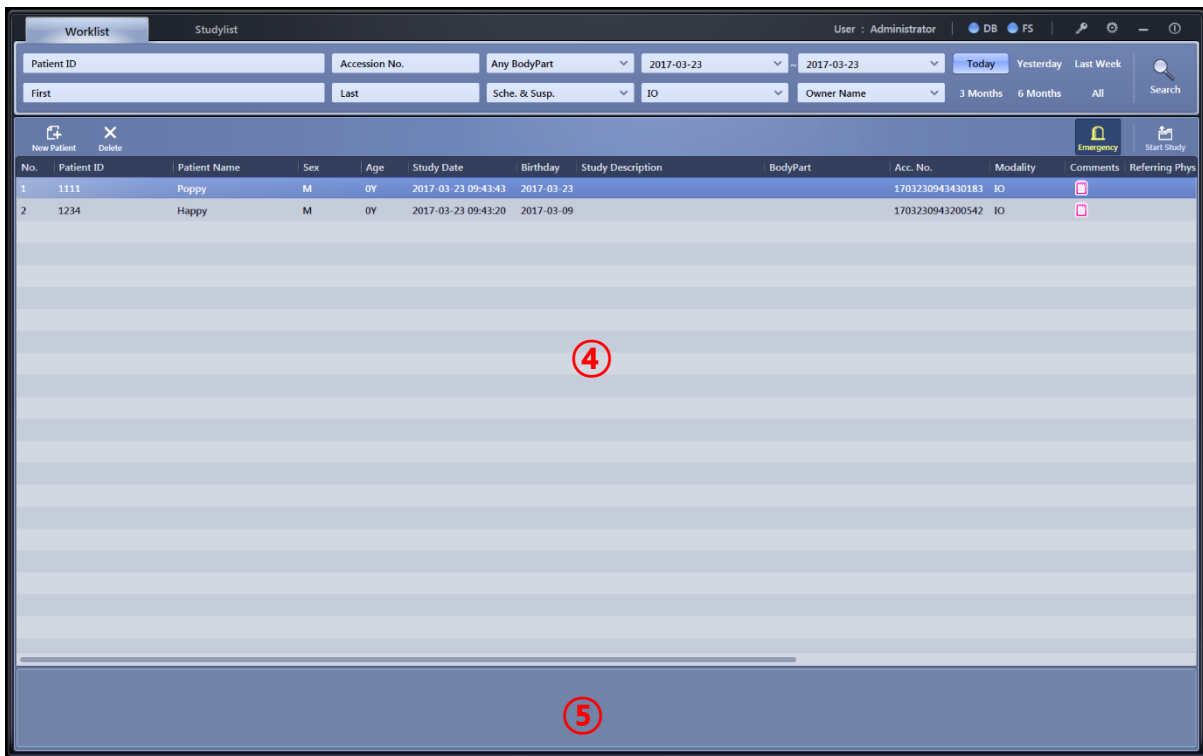 Worklist Studylist User : Administrator DB FS
Patient ID Accession No. Any BodyPart 2017-03-23 ~ 2017-03-23 Today Yesterday Last Week
First Last Sche. & Susp. IO Owner Name 3 Months 6 Months All Search
New Patient Delete Emergency Start Study
No. Patient ID Patient Name Sex Age Study Date Birthday Study Description BodyPart Acc. No. Modality Comments Referring Phys
1 1111 Poppy M 0Y 2017-03-23 09:43:43 2017-03-23 1703230943430183 IO
2 1234 Happy M 0Y 2017-03-23 09:43:20 2017-03-09 1703230943200542 IO
④
⑤